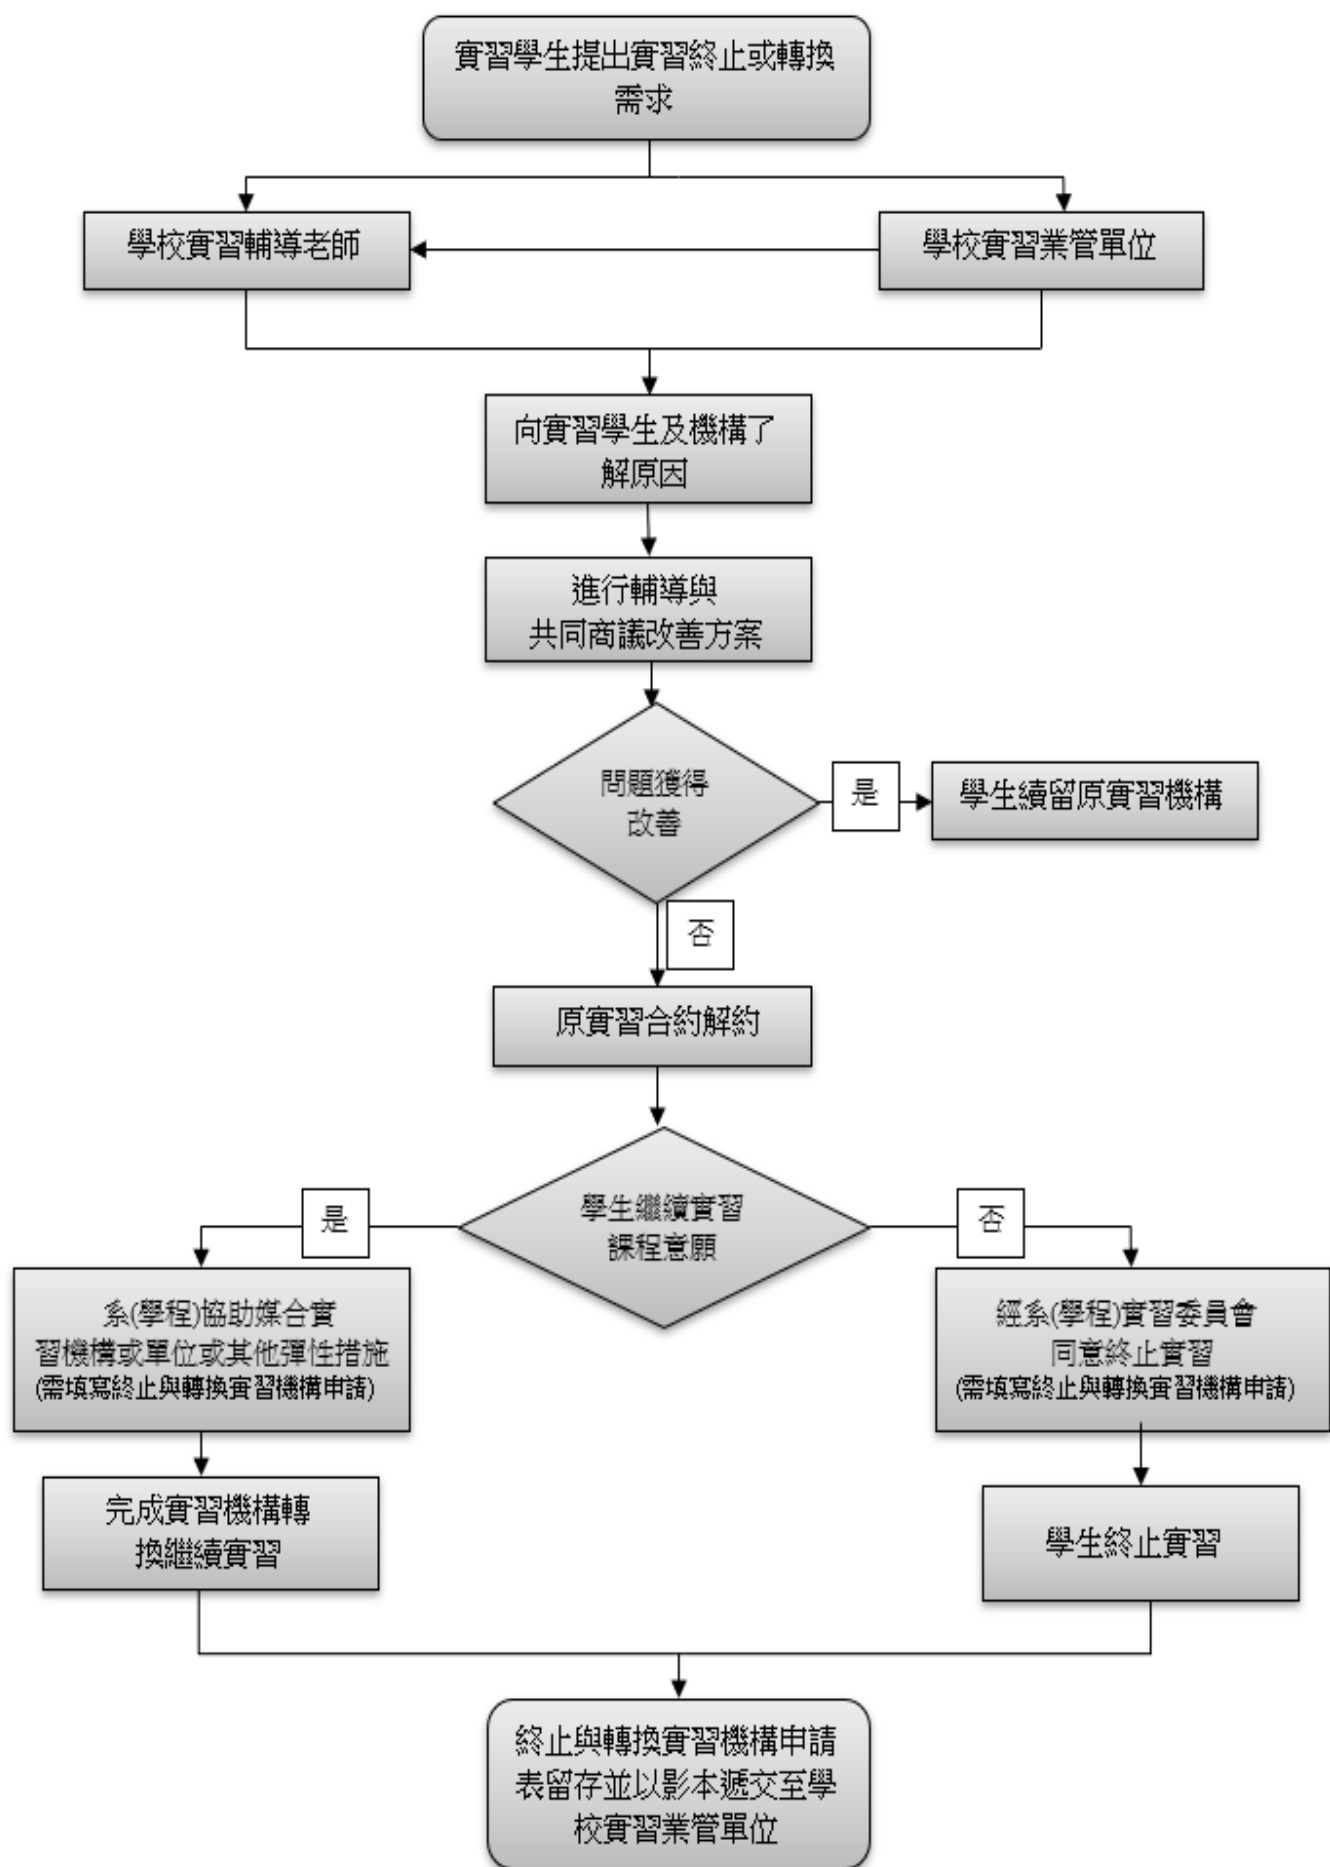 實習學生提出實習終止或轉換
需求
學校實習輔導老師
學校實習業管單位
向實習學生及機構了
解原因
進行輔導與
共同商議改善方案
問題獲得
改善
是
學生續留原實習機構
否
原實習合約解約
學生繼續實習
課程意願
是
否
系(學程)協助媒合實
習機構或單位或其他彈性措施
(需填寫終止與轉換實習機構申請)
經系(學程)實習委員會
同意終止實習
(需填寫終止與轉換實習機構申請)
完成實習機構轉
換繼續實習
學生終止實習
終止與轉換實習機構申請
表留存並以影本遞交至學
校實習業管單位